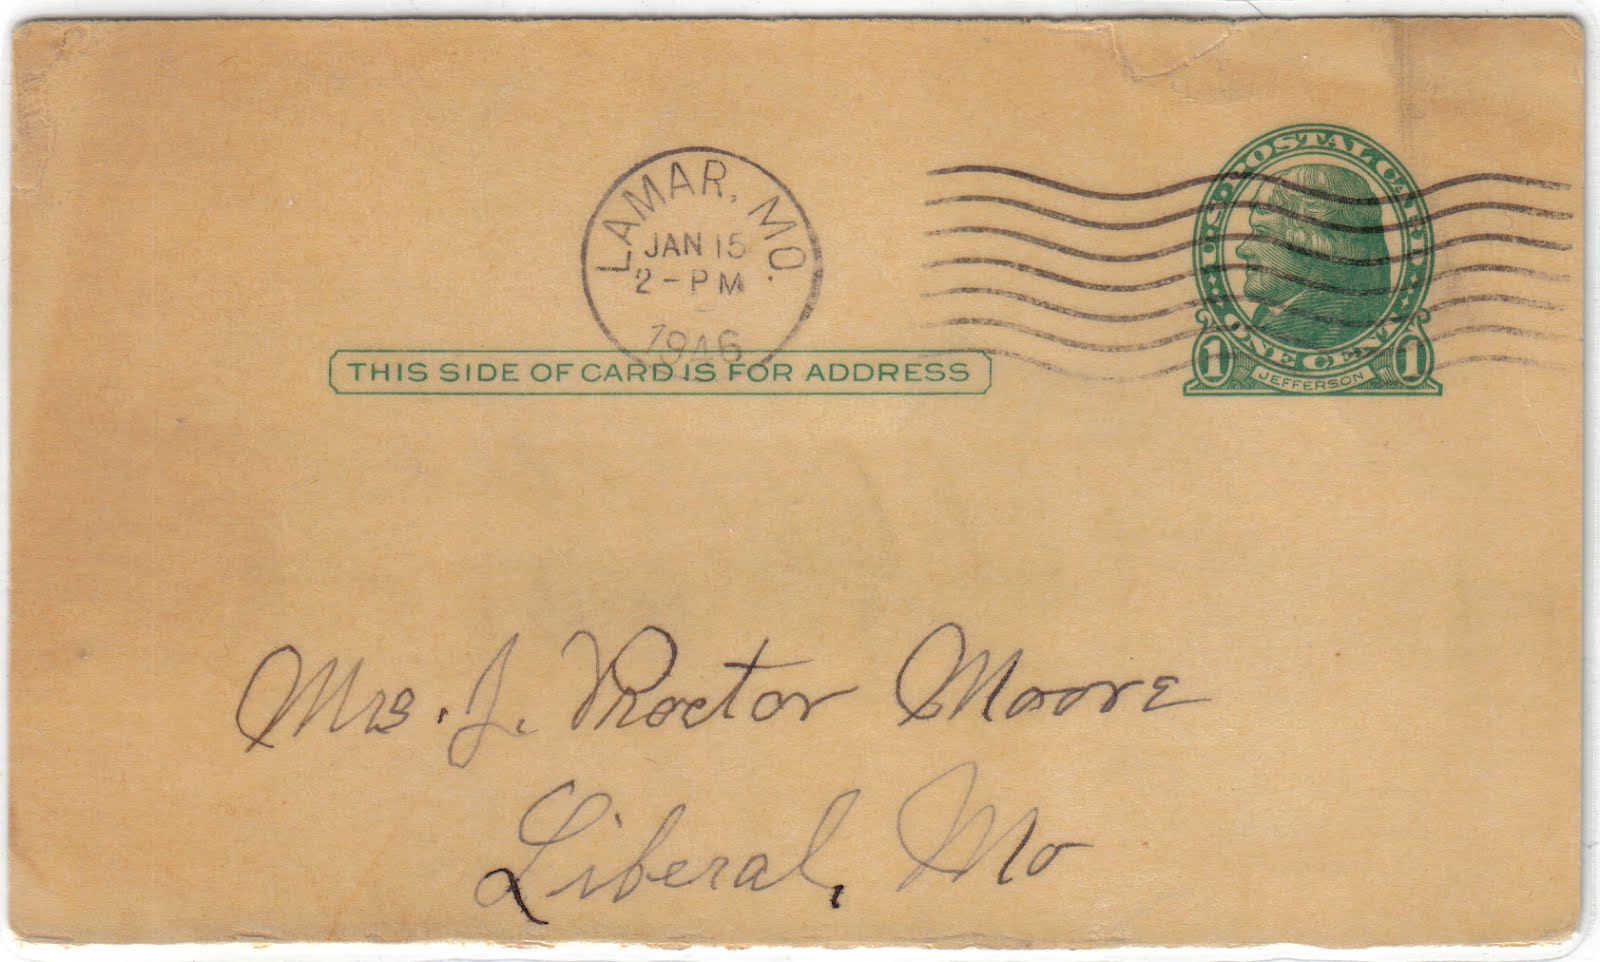 LAMAR, MO.
JAN 15
2-PM
1946
U.S. POSTAL CARD
ONE CENT
1 1
JEFFERSON
THIS SIDE OF CARD IS FOR ADDRESS
Mrs. J. Proctor Moore
Liberal, Mo